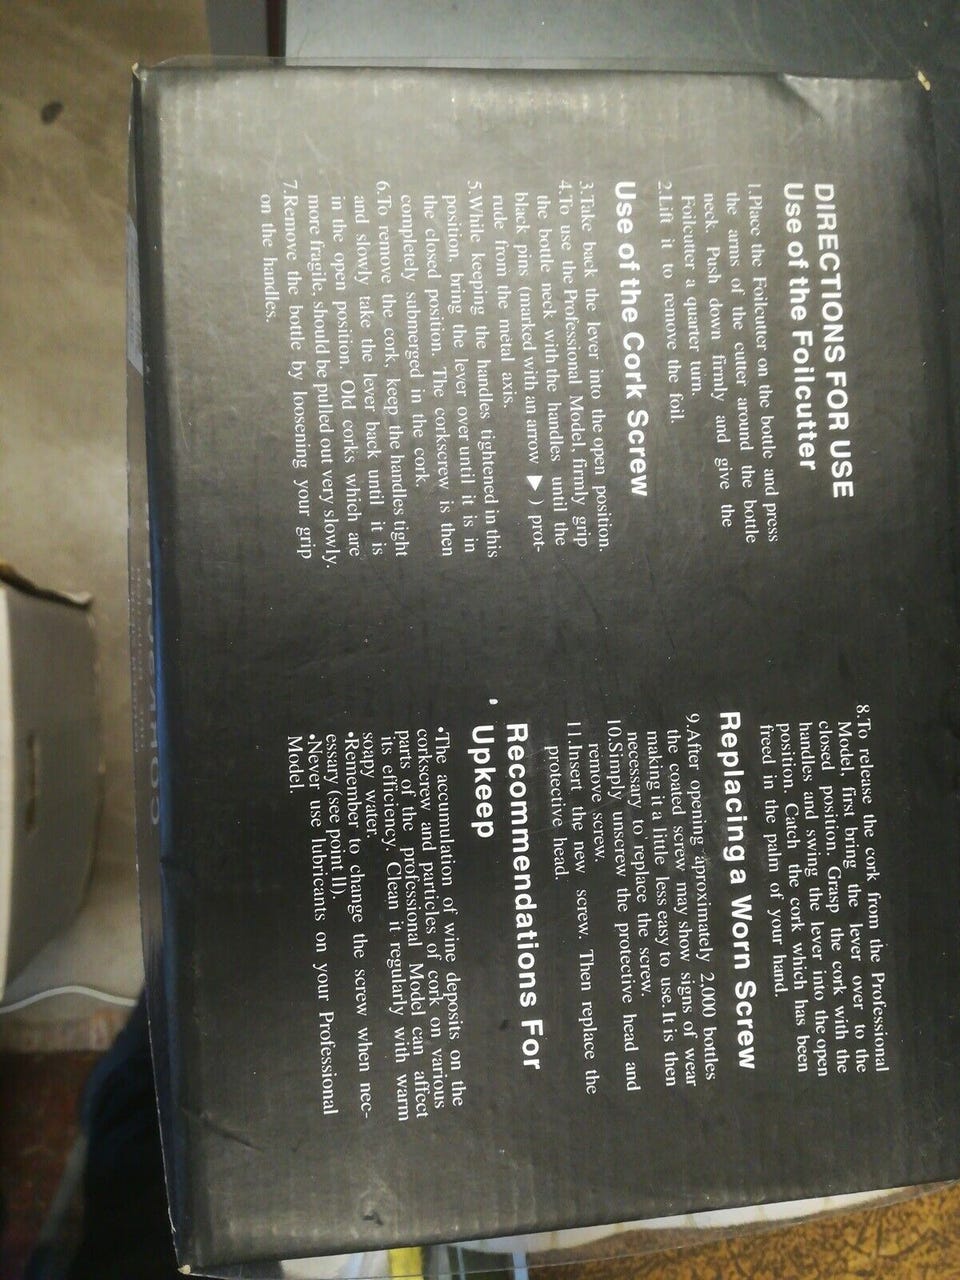 DIRECTIONS FOR USE
Use of the Foilcutter
1.Place the Foilcutter on the bottle and press
the arms of the cutter around the bottle
neck. Push down firmly and give the
Foilcutter a quarter turn.
2.Lift it to remove the foil.
Use of the Cork Screw
3.Take back the lever into the open position.
4.To use the Professional Model, firmly grip
the bottle neck with the handles until the
black pins (marked with an arrow ▶) prot-
rude from the metal axis.
5.While keeping the handles tightened in this
position, bring the lever over until it is in
the closed position. The corkscrew is then
completely submerged in the cork.
6.To remove the cork, keep the handles tight
and slowly take the lever back until it is
in the open position. Old corks which are
more fragile, should be pulled out very slowly.
7.Remove the bottle by loosening your grip
on the handles.
8.To release the cork from the Professional
Model, first bring the lever over to the
closed position. Grasp the cork with the
handles and swing the lever into the open
position. Catch the cork which has been
freed in the palm of your hand.
Replacing a Worn Screw
9.After opening aproximately 2,000 bottles
the coated screw may show signs of wear
making it a little less easy to use.It is then
necessary to replace the screw.
10.Simply unscrew the protective head and
remove screw.
11.Insert the new screw. Then replace the
protective head
Recommendations For
Upkeep
•The accumulation of wine deposits on the
corkscrew and particles of cork on various
parts of the professional Model can affect
its efficiency. Clean it regularly with warm
soapy water.
•Remember to change the screw when nec-
essary (see point II).
•Never use lubricants on your Professional
Model.